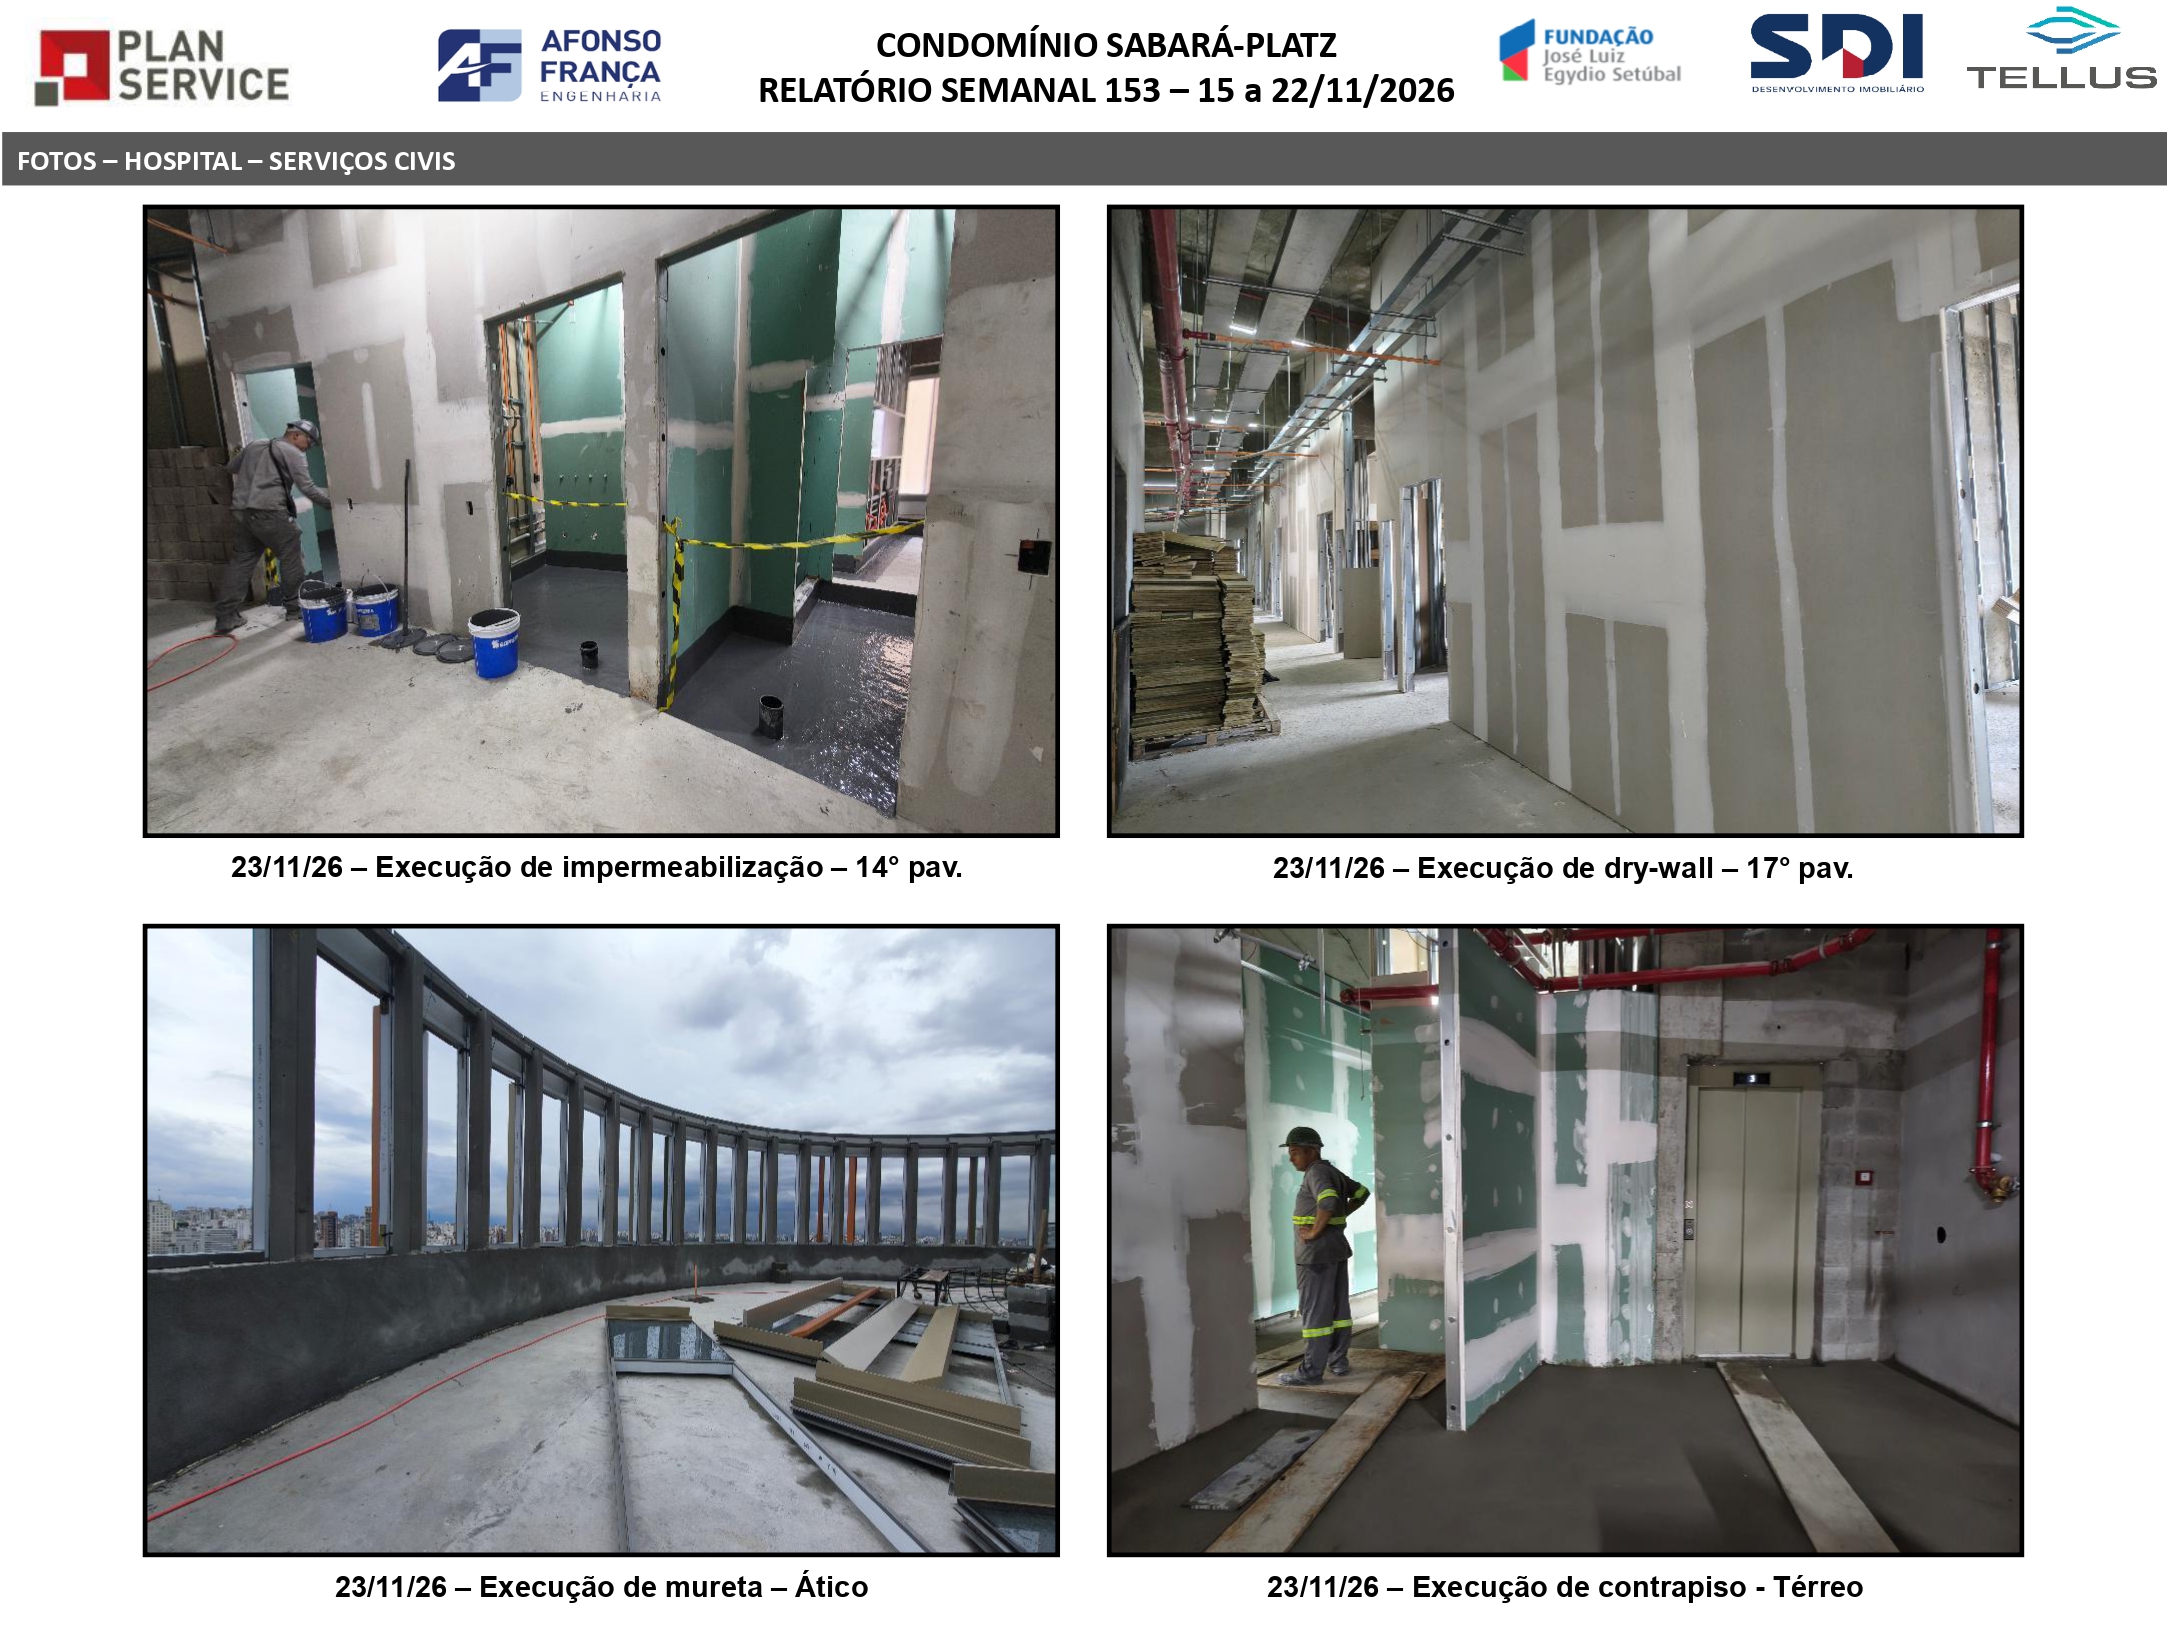 PLAN
SERVICE
AFONSO
FRANÇA
ENGENHARIA
CONDOMÍNIO SABARÁ-PLATZ
RELATÓRIO SEMANAL 153 – 15 a 22/11/2026
FUNDAÇÃO
José Luiz
Egydio Setúbal
SDI
DESENVOLVIMENTO IMOBILIÁRIO
TELLUS
FOTOS – HOSPITAL – SERVIÇOS CIVIS
23/11/26 – Execução de impermeabilização – 14° pav.
23/11/26 – Execução de dry-wall – 17° pav.
23/11/26 – Execução de mureta – Ático
23/11/26 – Execução de contrapiso - Térreo